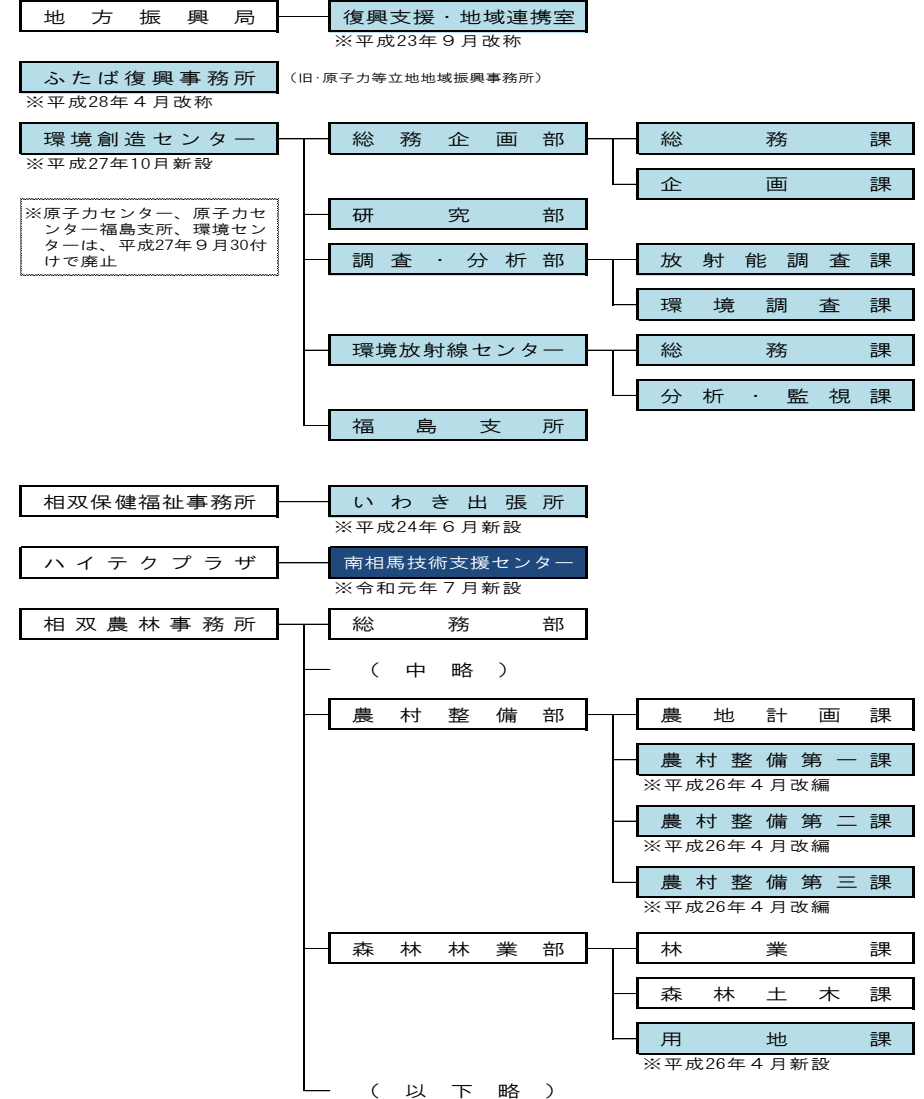 地方振興局
復興支援・地域連携室
※平成23年９月改称
ふたば復興事務所
（旧・原子力等立地地域振興事務所）
※平成28年４月改称
環境創造センター
※平成27年10月新設
総務企画部
総務課
企画課
※原子力センター、原子力セ
ンター福島支所、環境セン
ターは、平成27年９月30付
けで廃止
研究部
調査・分析部
放射能調査課
環境調査課
環境放射線センター
総務課
分析・監視課
福島支所
相双保健福祉事務所
いわき出張所
※平成24年６月新設
ハイテクプラザ
南相馬技術支援センター
※令和元年７月新設
相双農林事務所
総務部
（中略）
農村整備部
農地計画課
農村整備第一課
※平成26年４月改編
農村整備第二課
※平成26年４月改編
農村整備第三課
※平成26年４月改編
森林林業部
林業課
森林土木課
用地課
※平成26年４月新設
（以下略）